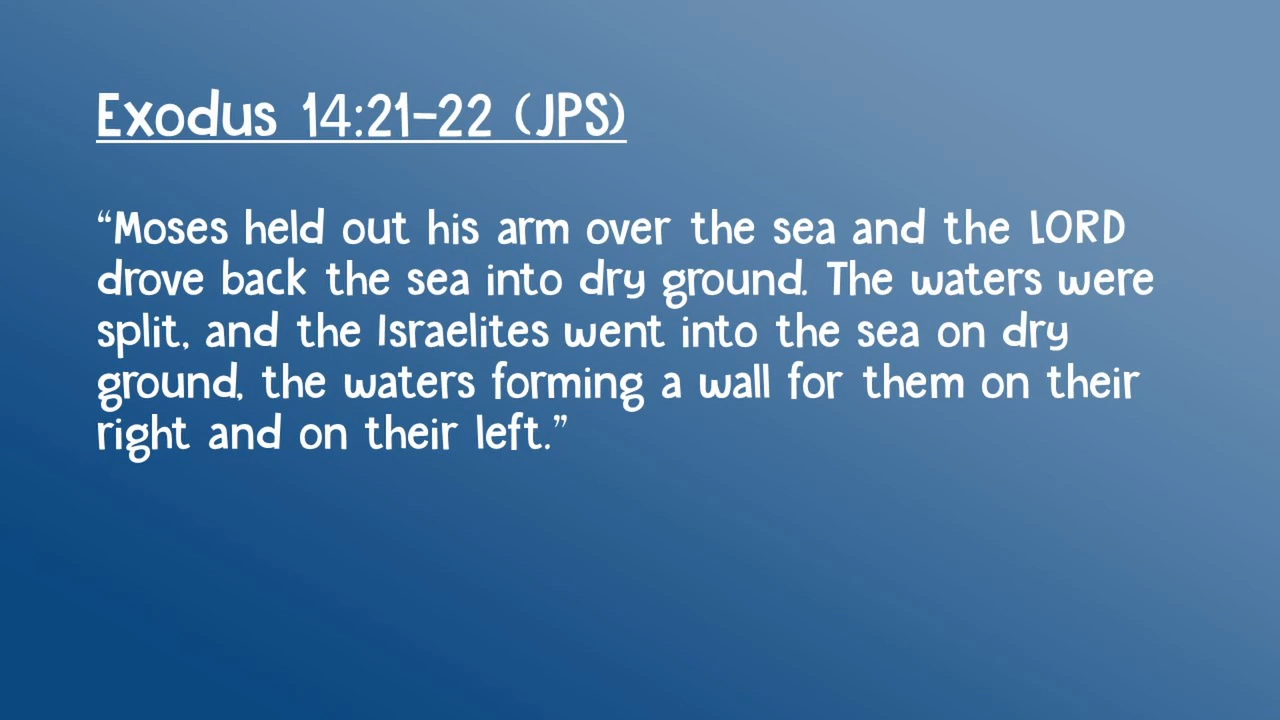 Exodus 14:21-22 (JPS)
“Moses held out his arm over the sea and the LORD
drove back the sea into dry ground. The waters were
split, and the Israelites went into the sea on dry
ground, the waters forming a wall for them on their
right and on their left.”